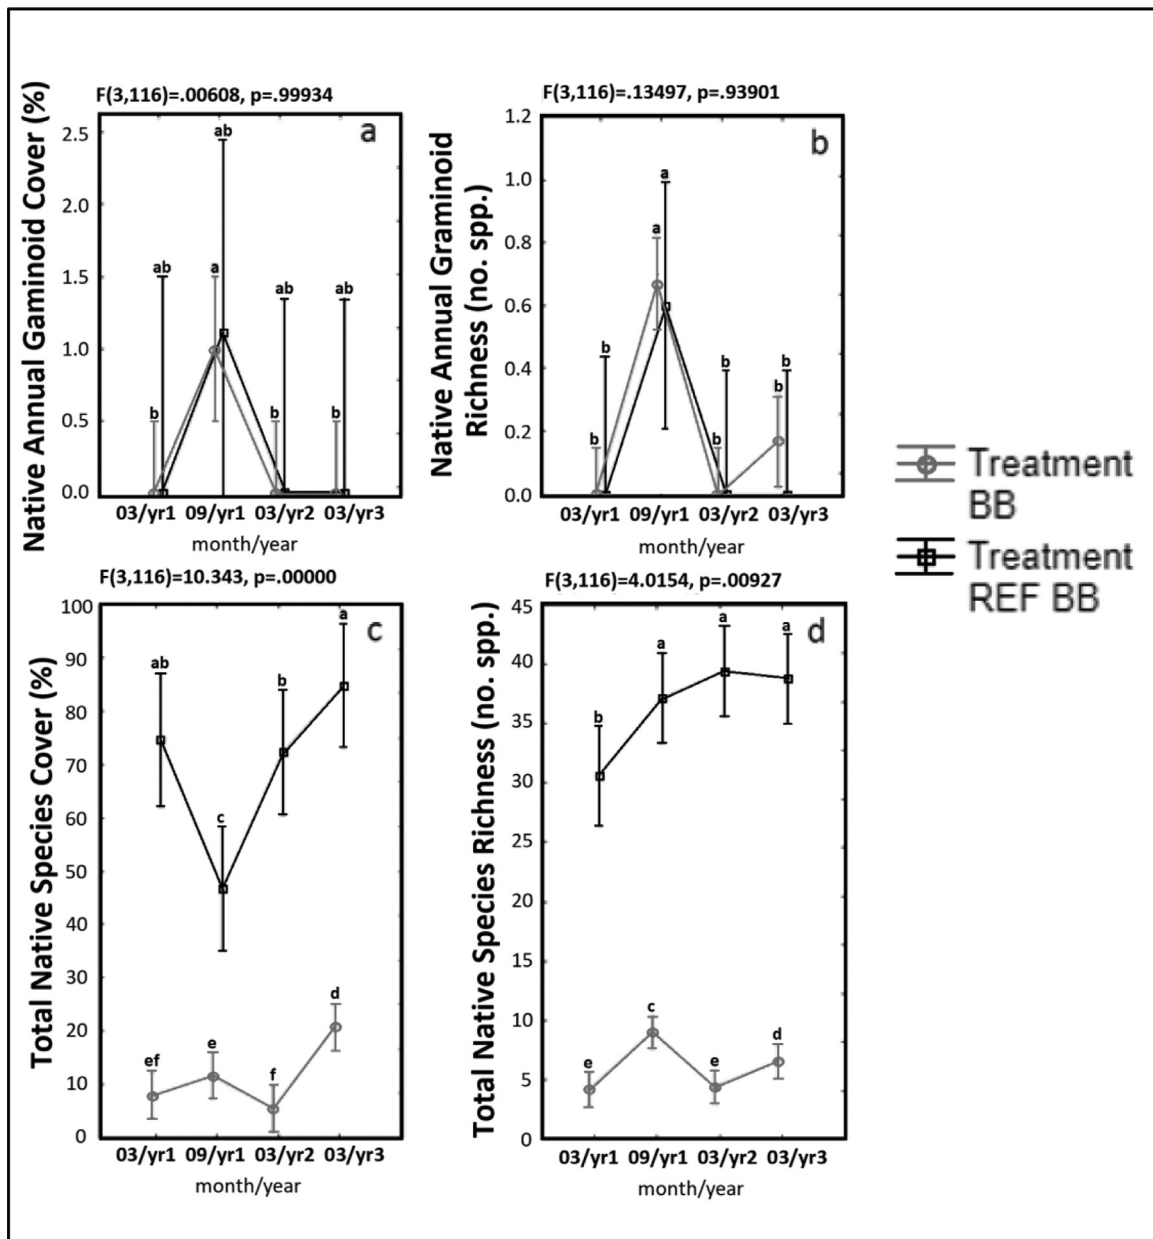 F(3,116)=.00608, p=.99934
Native Annual Gaminoid Cover (%)
a
2.5
2.0
1.5
1.0
0.5
0.0
ab
ab
a
ab
ab
b
b
b
03/yr1 09/yr1 03/yr2 03/yr3
month/year
F(3,116)=.13497, p=.93901
Native Annual Graminoid
Richness (no. spp.)
b
1.2
1.0
0.8
0.6
0.4
0.2
0.0
a
a
b
b
b
b
b
b
03/yr1 09/yr1 03/yr2 03/yr3
month/year
Treatment
BB
Treatment
REF BB
F(3,116)=10.343, p=.00000
Total Native Species Cover (%)
c
100
90
80
70
60
50
40
30
20
10
0
ab
c
b
a
ef
e
f
d
03/yr1 09/yr1 03/yr2 03/yr3
month/year
F(3,116)=4.0154, p=.00927
Total Native Species Richness (no. spp.)
d
45
40
35
30
25
20
15
10
5
0
b
a
a
a
e
c
e
d
03/yr1 09/yr1 03/yr2 03/yr3
month/year